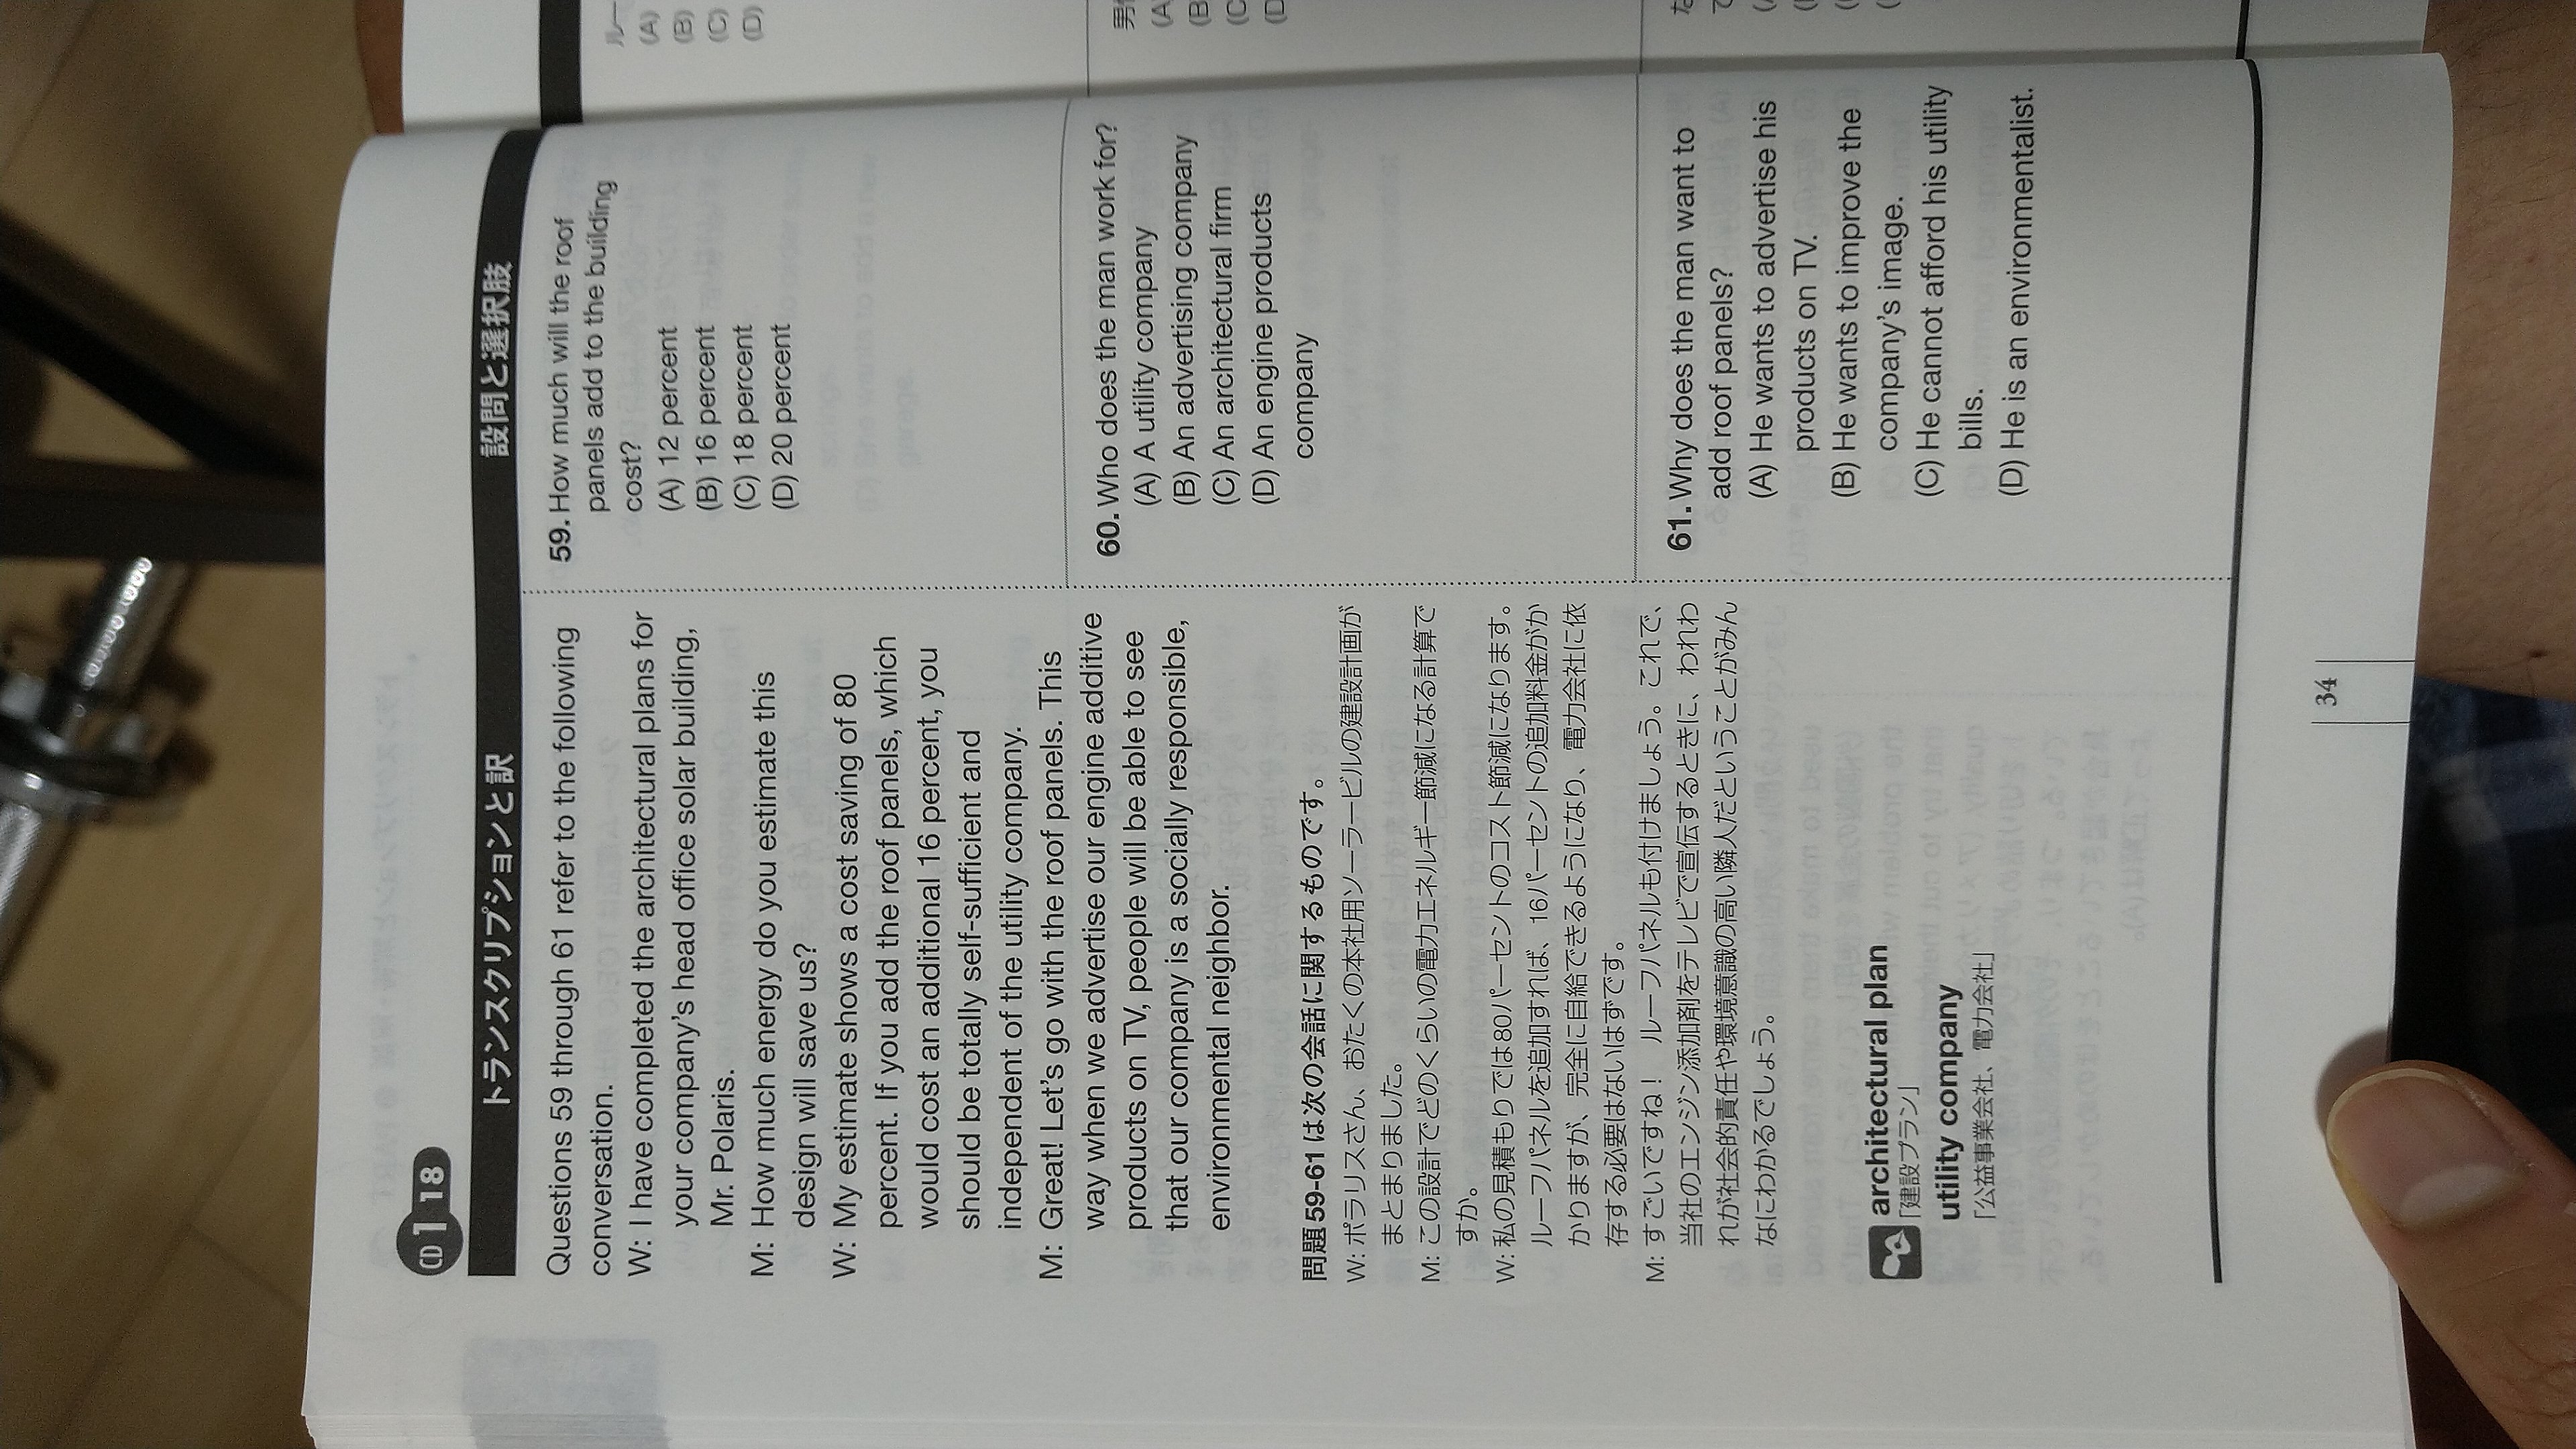 CD 1 18
トランスクリプションと訳
Questions 59 through 61 refer to the following
conversation.
W: I have completed the architectural plans for
your company's head office solar building,
Mr. Polaris.
M: How much energy do you estimate this
design will save us?
W: My estimate shows a cost saving of 80
percent. If you add the roof panels, which
would cost an additional 16 percent, you
should be totally self-sufficient and
independent of the utility company.
M: Great! Let's go with the roof panels. This
way when we advertise our engine additive
products on TV, people will be able to see
that our company is a socially responsible,
environmental neighbor.
問題59-61は次の会話に関するものです。
W: ポラリスさん、おたくの本社用ソーラービルの建設計画が
まとまりました。
M: この設計でどのくらいの電力エネルギー節減になる計算で
すか。
W: 私の見積もりでは80パーセントのコスト節減になります。
ルーフパネルを追加すれば、16パーセントの追加料金がか
かりますが、完全に自給できるようになり、電力会社に依
存する必要はないはずです。
M: すごいですね！　ルーフパネルも付けましょう。これで、
当社のエンジン添加剤をテレビで宣伝するときに、われわ
れが社会的責任や環境意識の高い隣人だということがみん
なにわかるでしょう。
architectural plan
「建設プラン」
utility company
「公益事業会社、電力会社」
設問と選択肢
59. How much will the roof
panels add to the building
cost?
(A) 12 percent
(B) 16 percent
(C) 18 percent
(D) 20 percent
60. Who does the man work for?
(A) A utility company
(B) An advertising company
(C) An architectural firm
(D) An engine products
company
61. Why does the man want to
add roof panels?
(A) He wants to advertise his
products on TV.
(B) He wants to improve the
company's image.
(C) He cannot afford his utility
bills.
(D) He is an environmentalist.
34
ルー
(A)
(B)
(C)
(D)